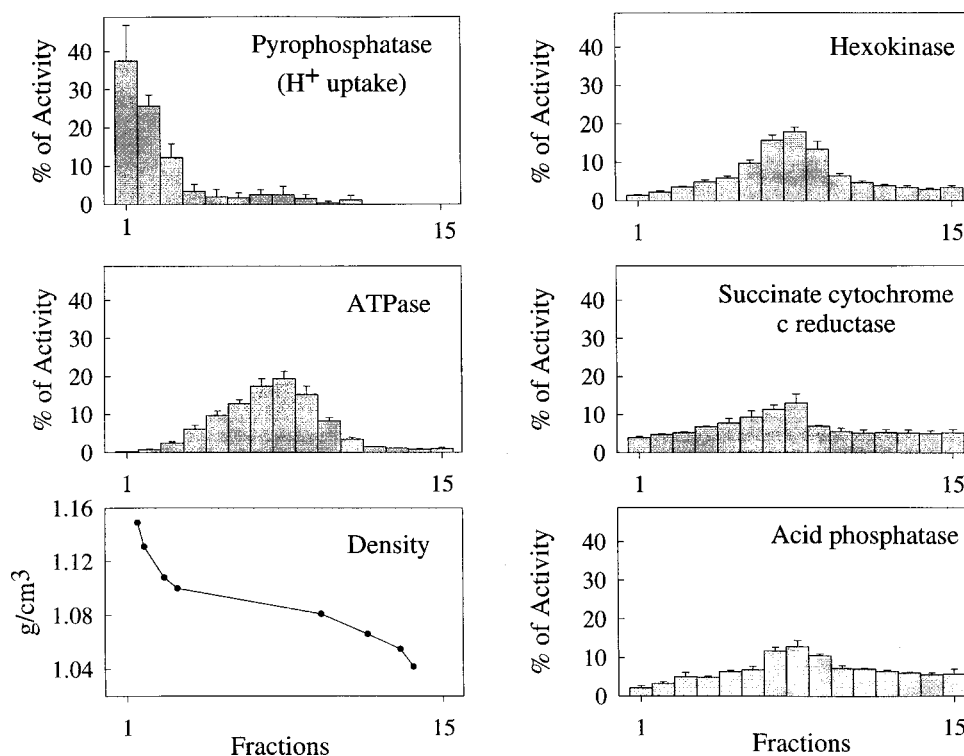 Pyrophosphatase
(H+ uptake)
% of Activity
40
30
20
10
0
1
15
Hexokinase
% of Activity
40
30
20
10
0
1
15
ATPase
% of Activity
40
30
20
10
0
1
15
Succinate cytochrome
c reductase
% of Activity
40
30
20
10
0
1
15
Density
g/cm3
1.16
1.12
1.08
1.04
1
15
Fractions
Acid phosphatase
% of Activity
40
30
20
10
0
1
15
Fractions